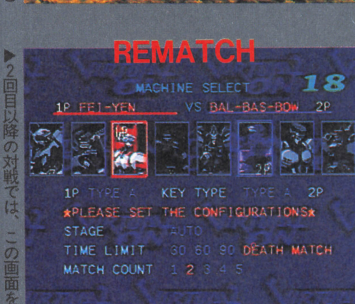 REMATCH
MACHINE SELECT 18
1P FEI-YEN VS BAL-BAS-BOW 2P
1P
2P
1P TYPE A KEY TYPE TYPE A 2P
★PLEASE SET THE CONFIGURATIONS★
STAGE AUTO
TIME LIMIT 30 60 90 DEATH MATCH
MATCH COUNT 1 2 3 4 5
▶2回目以降の対戦では、この画面を